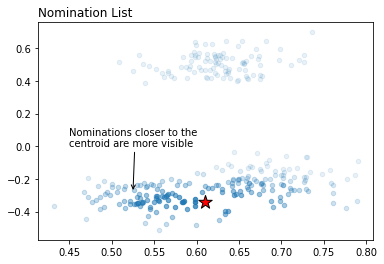 Nomination List
0.6
0.4
0.2
0.0
−0.2
−0.4
Nominations closer to the
centroid are more visible
0.45 0.50 0.55 0.60 0.65 0.70 0.75 0.80